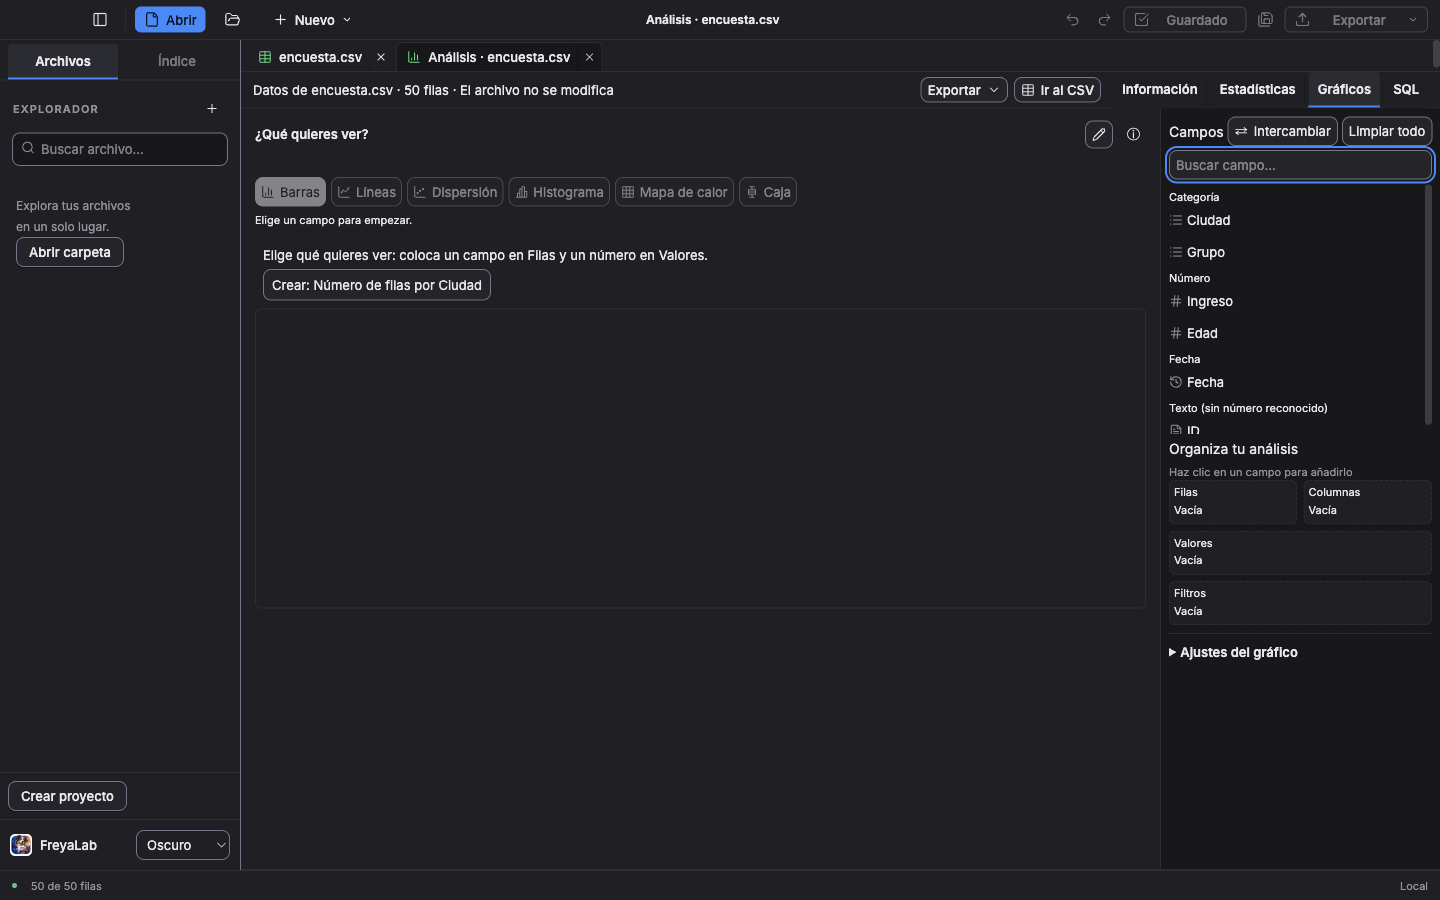 Abrir
Nuevo
Análisis · encuesta.csv
Guardado
Exportar
Archivos
Índice
encuesta.csv
Análisis · encuesta.csv
EXPLORADOR
Buscar archivo...
Explora tus archivos
en un solo lugar.
Abrir carpeta
Crear proyecto
FreyaLab
Oscuro
Datos de encuesta.csv · 50 filas · El archivo no se modifica
Exportar
Ir al CSV
¿Qué quieres ver?
Barras
Líneas
Dispersión
Histograma
Mapa de calor
Caja
Elige un campo para empezar.
Elige qué quieres ver: coloca un campo en Filas y un número en Valores.
Crear: Número de filas por Ciudad
Información
Estadísticas
Gráficos
SQL
Campos
Intercambiar
Limpiar todo
Buscar campo...
Categoría
Ciudad
Grupo
Número
Ingreso
Edad
Fecha
Fecha
Texto (sin número reconocido)
ID
Organiza tu análisis
Haz clic en un campo para añadirlo
Filas
Vacía
Columnas
Vacía
Valores
Vacía
Filtros
Vacía
Ajustes del gráfico
50 de 50 filas
Local